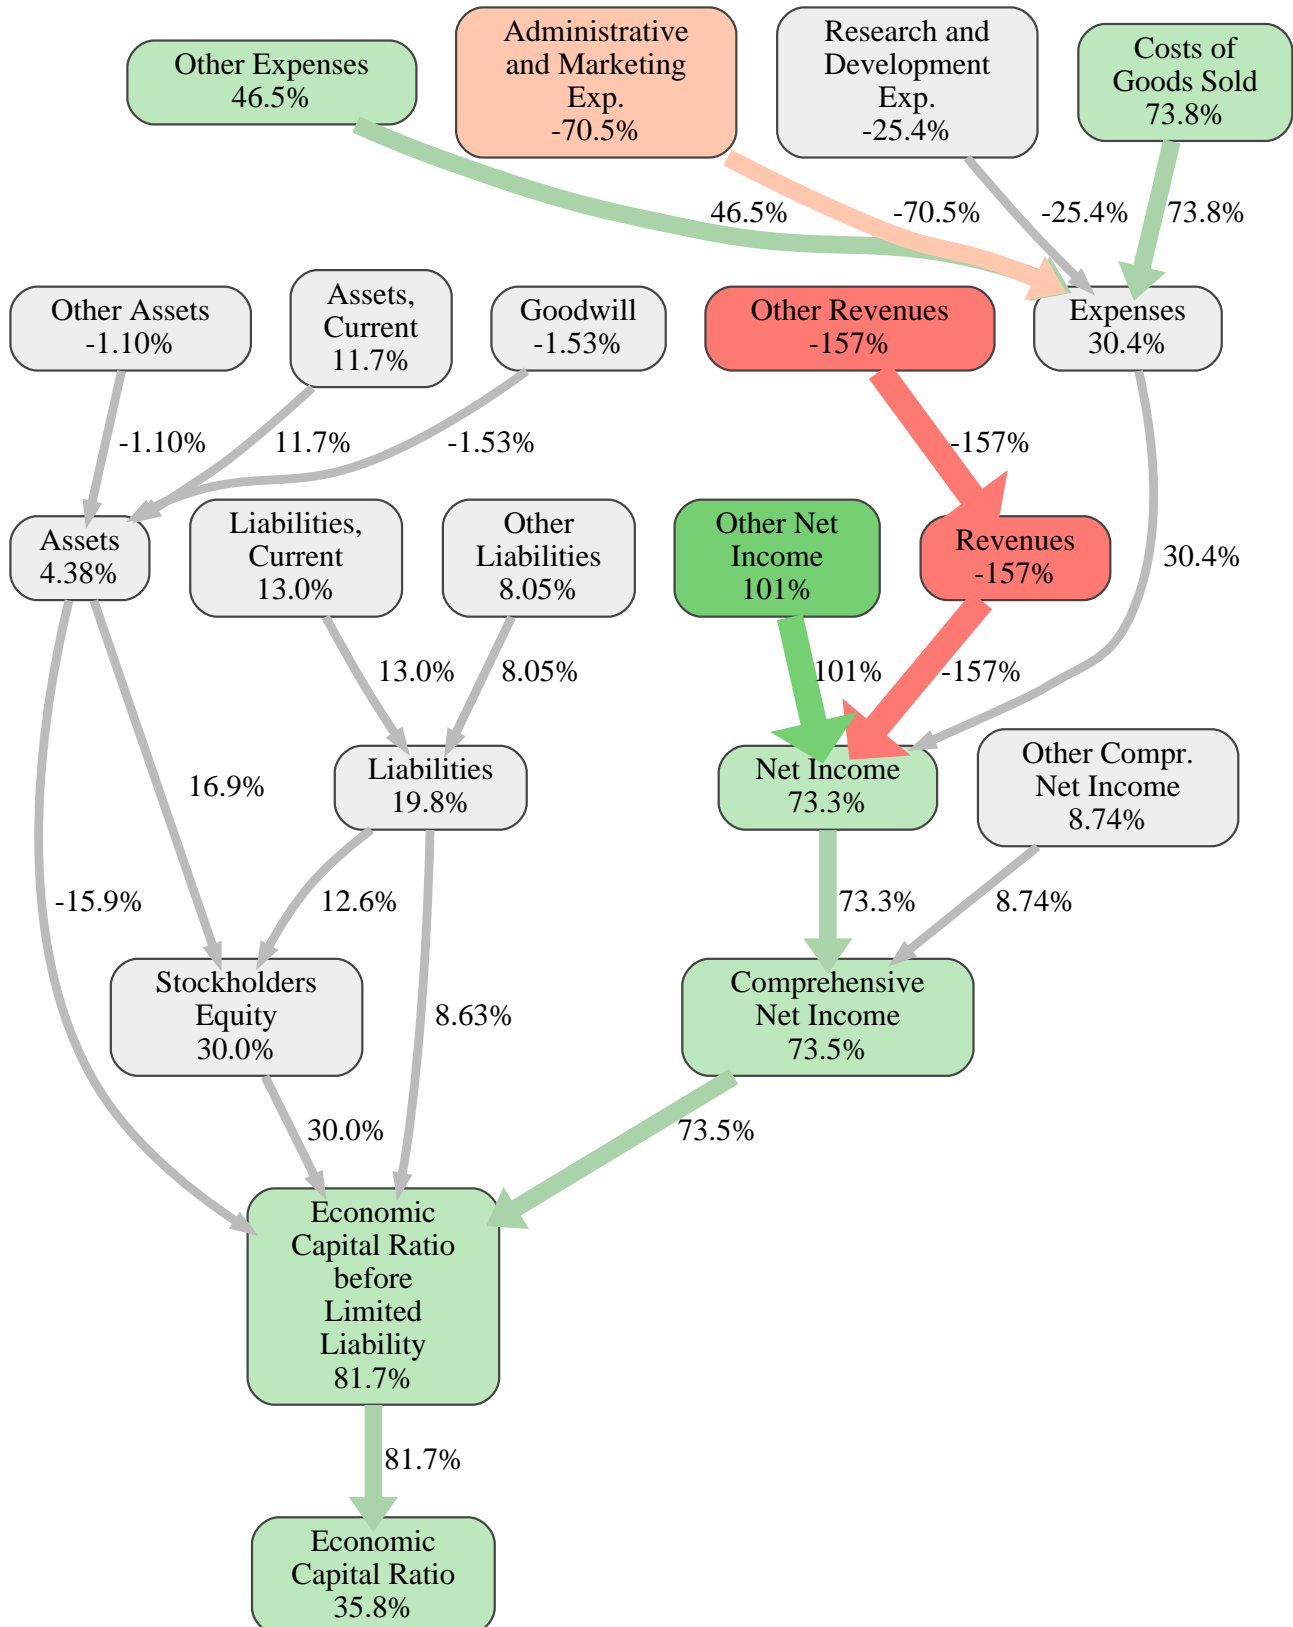 Other Expenses
46.5%
Administrative
and Marketing
Exp.
-70.5%
Research and
Development
Exp.
-25.4%
Costs of
Goods Sold
73.8%
46.5%
-70.5%
-25.4%
73.8%
Other Assets
-1.10%
Assets,
Current
11.7%
Goodwill
-1.53%
Other Revenues
-157%
Expenses
30.4%
-1.10%
11.7%
-1.53%
-157%
Assets
4.38%
Liabilities,
Current
13.0%
Other
Liabilities
8.05%
Other Net
Income
101%
Revenues
-157%
30.4%
13.0%
8.05%
101%
-157%
16.9%
Liabilities
19.8%
Net Income
73.3%
Other Compr.
Net Income
8.74%
-15.9%
12.6%
73.3%
8.74%
Stockholders
Equity
30.0%
8.63%
Comprehensive
Net Income
73.5%
30.0%
73.5%
Economic
Capital Ratio
before
Limited
Liability
81.7%
81.7%
Economic
Capital Ratio
35.8%